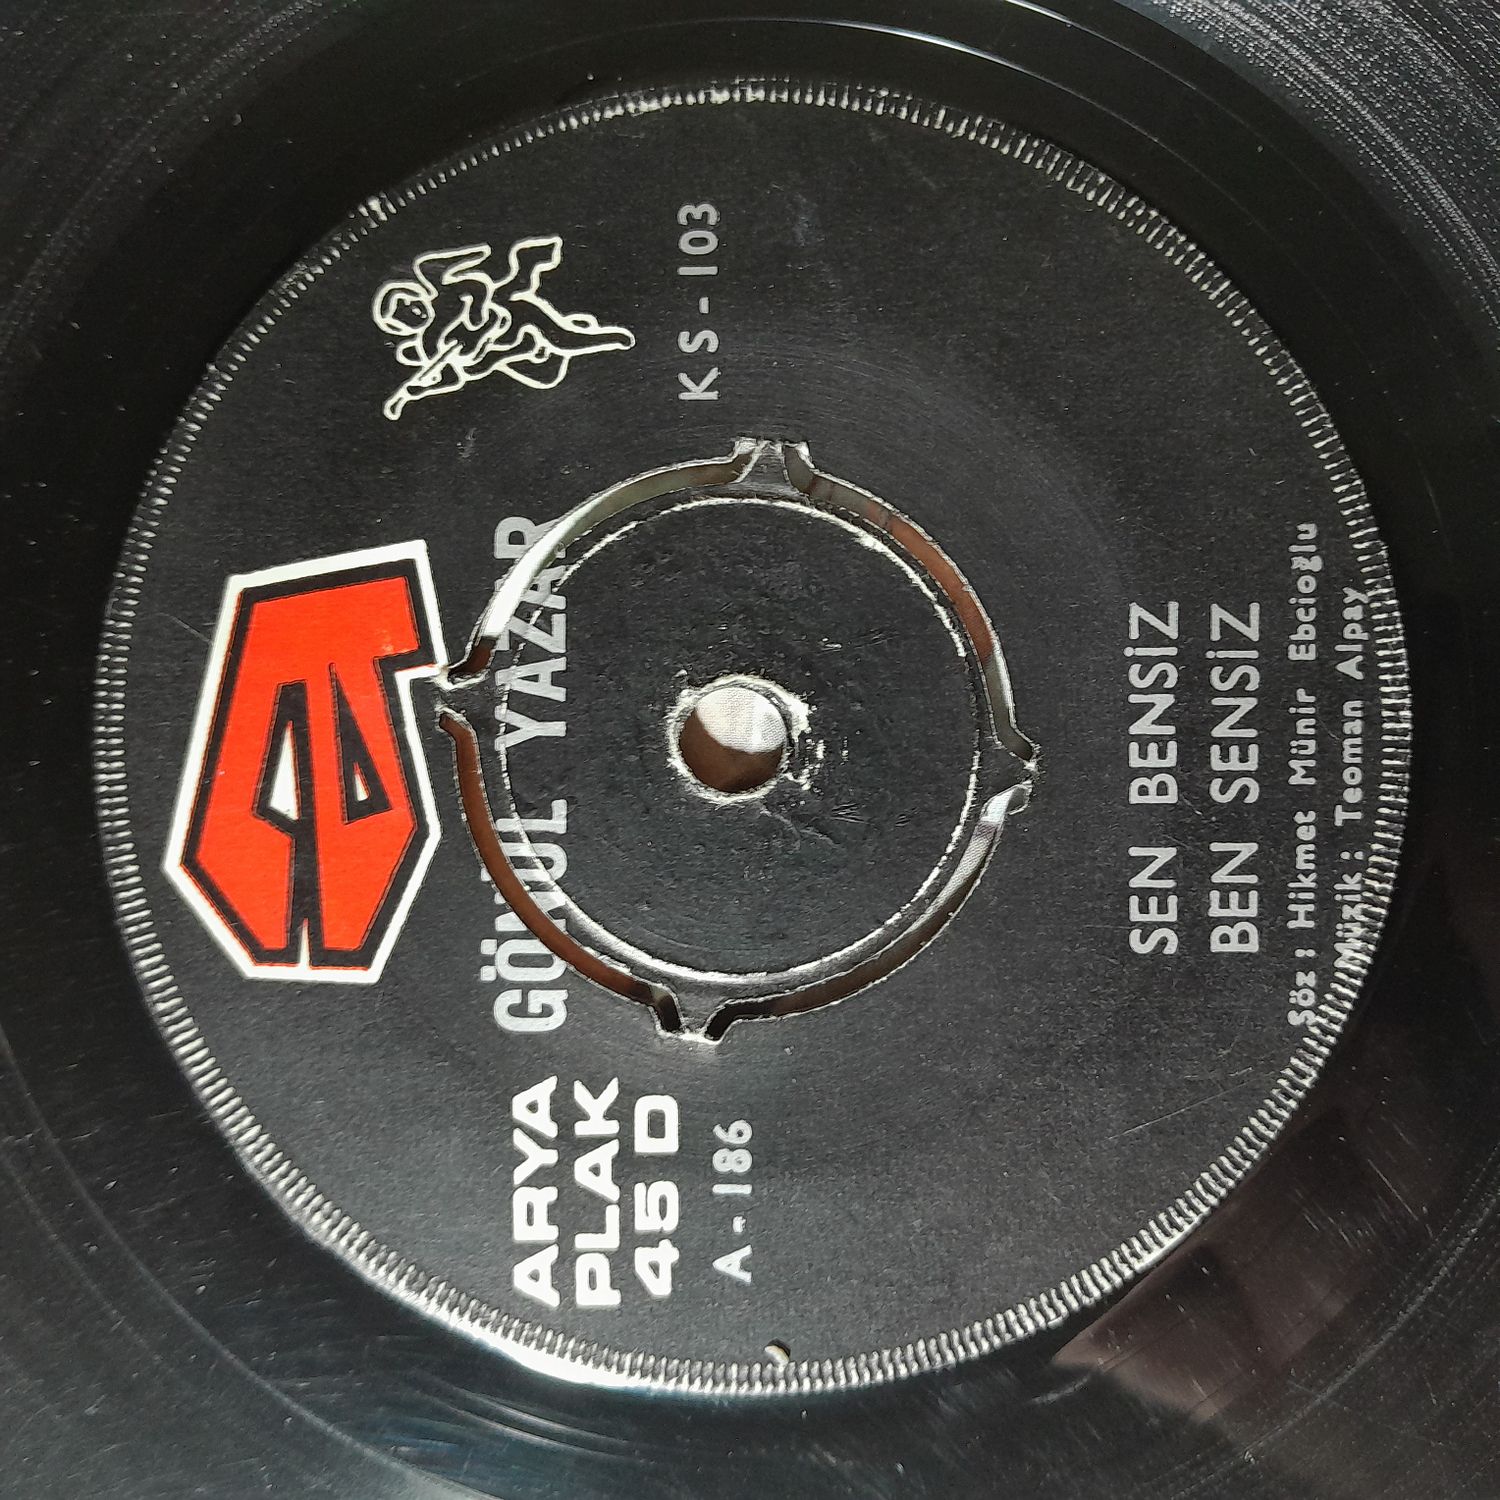 GÖNÜL YAZAR
ARYA
PLAK
45 D
A-186
KS-103
SEN BENSİZ
BEN SENSİZ
Söz : Hikmet Münir Ebcioğlu
Müzik : Teoman Alpay